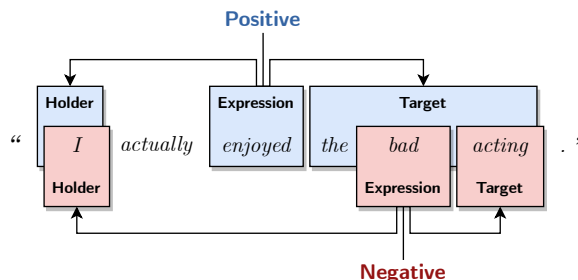 Positive
Holder Expression Target
“ I actually enjoyed the bad acting .”
Holder Expression Target
Negative